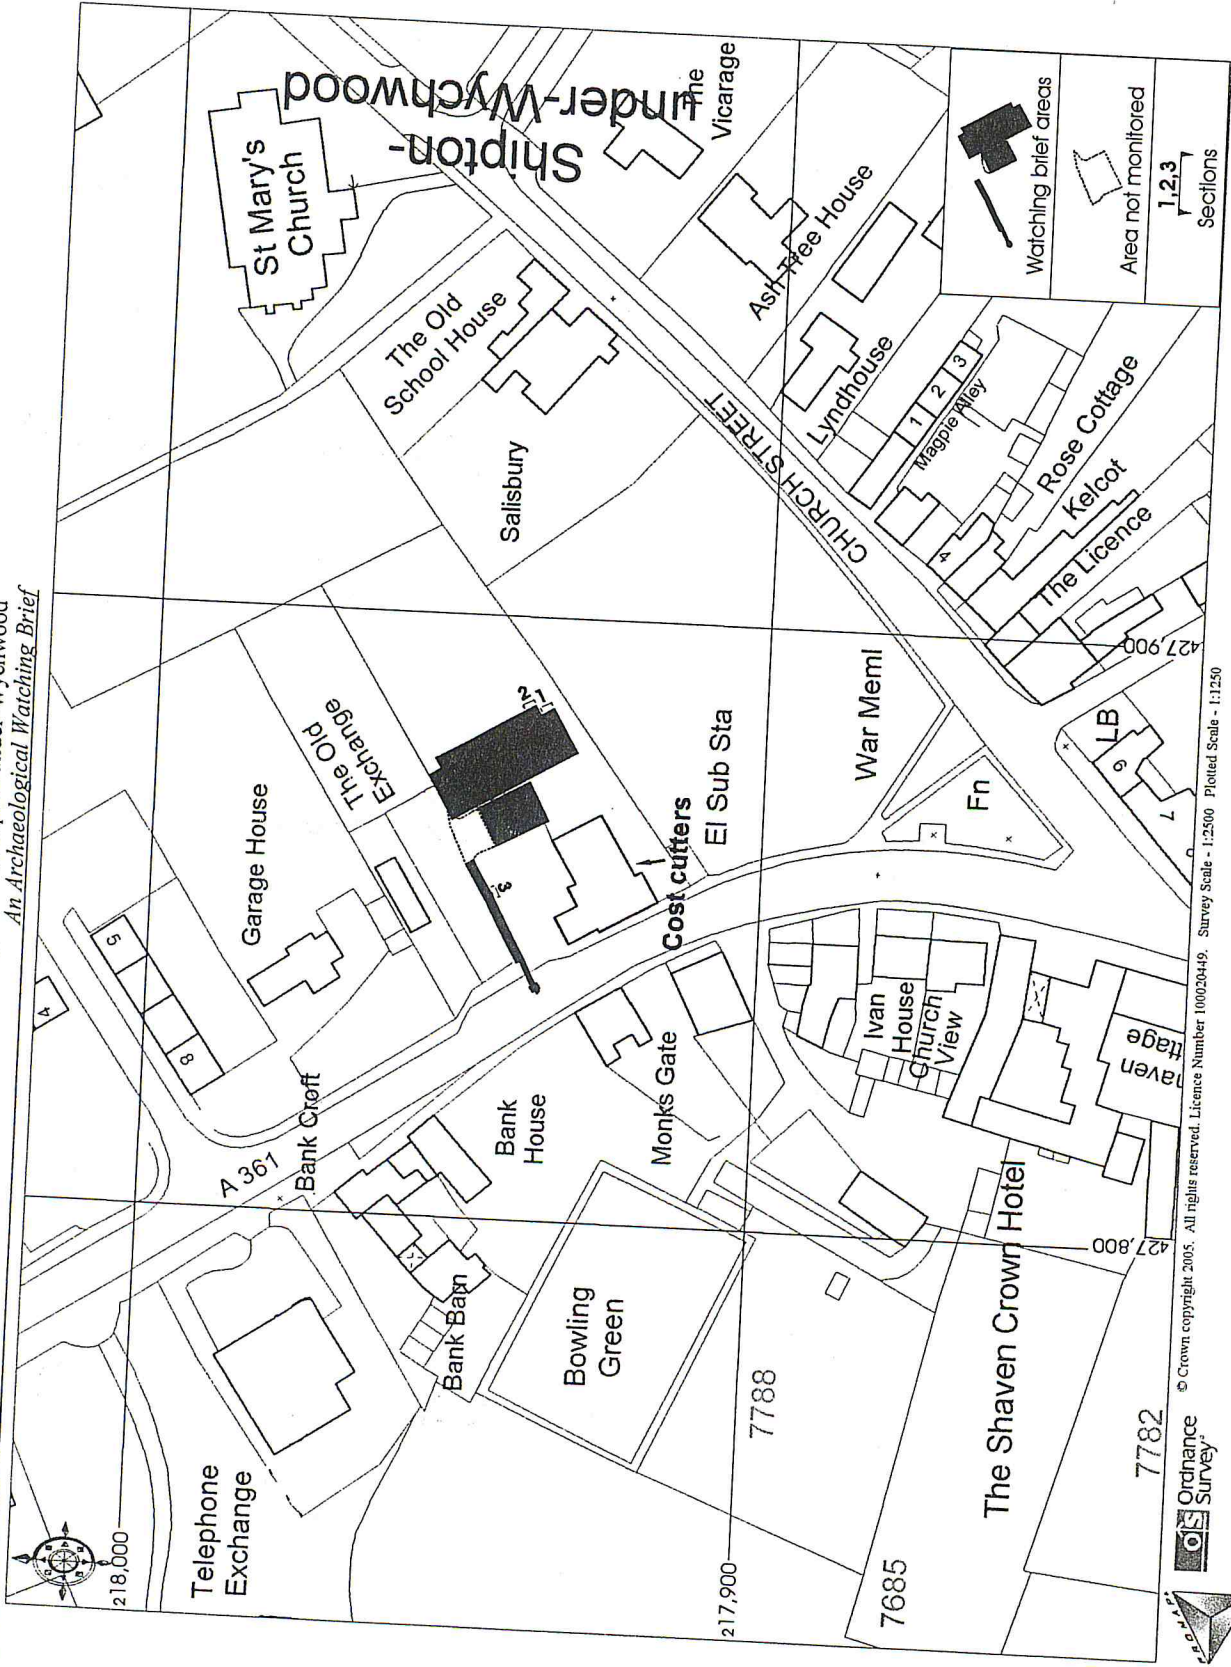 An Archaeological Watching Brief
218,000
Telephone
Exchange
A 361
4
5
8
Garage House
The Old
Exchange
St Mary's
Church
Shipton-
under-Wychwood
The Old
School House
Salisbury
The
Vicarage
Ash Tree House
Lyndhouse
CHURCH STREET
1
2
3
Magpie Alley
4
Rose Cottage
Kelcot
The Licence
427,900
2
1
3
Cost cutters
El Sub Sta
War Meml
Fn
LB
6
7
Bank Croft
Bank
House
Monks Gate
Bank Barn
Bowling
Green
Ivan
House
Church
View
The Shaven Crown Hotel
427,800
217,900
7788
7685
7782
Watching brief areas
Area not monitored
1,2,3
Sections
PROMAP
OS Ordnance
Survey
© Crown copyright 2005. All rights reserved. Licence Number 100020449. Survey Scale - 1:2500 Plotted Scale - 1:1250